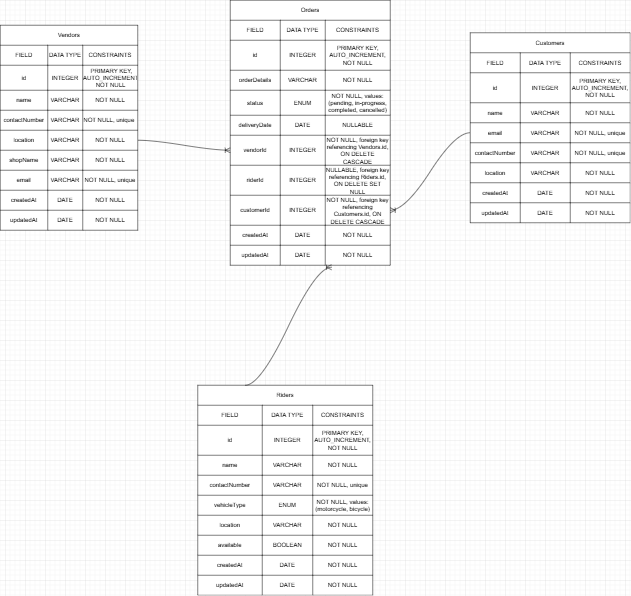 Vendors
FIELD DATA TYPE CONSTRAINTS
id INTEGER PRIMARY KEY,
AUTO_INCREMENT
NOT NULL
name VARCHAR NOT NULL
contactNumber VARCHAR NOT NULL, unique
location VARCHAR NOT NULL
shopName VARCHAR NOT NULL
email VARCHAR NOT NULL, unique
createdAt DATE NOT NULL
updatedAt DATE NOT NULL
Orders
FIELD DATA TYPE CONSTRAINTS
id INTEGER PRIMARY KEY,
AUTO_INCREMENT,
NOT NULL
orderDetails VARCHAR NOT NULL
status ENUM NOT NULL, values:
(pending, in-progress,
completed, cancelled)
deliveryDate DATE NULLABLE
vendorId INTEGER NOT NULL, foreign key
referencing Vendors.id,
ON DELETE
CASCADE
riderId INTEGER NULLABLE, foreign key
referencing Riders.id,
ON DELETE SET
NULL
customerId INTEGER NOT NULL, foreign key
referencing
Customers.id, ON
DELETE CASCADE
createdAt DATE NOT NULL
updatedAt DATE NOT NULL
Customers
FIELD DATA TYPE CONSTRAINTS
id INTEGER PRIMARY KEY,
AUTO_INCREMENT,
NOT NULL
name VARCHAR NOT NULL
email VARCHAR NOT NULL, unique
contactNumber VARCHAR NOT NULL, unique
location VARCHAR NOT NULL
createdAt DATE NOT NULL
updatedAt DATE NOT NULL
Riders
FIELD DATA TYPE CONSTRAINTS
id INTEGER PRIMARY KEY,
AUTO_INCREMENT,
NOT NULL
name VARCHAR NOT NULL
contactNumber VARCHAR NOT NULL, unique
vehicleType ENUM NOT NULL, values:
(motorcycle, bicycle)
location VARCHAR NOT NULL
available BOOLEAN NOT NULL
createdAt DATE NOT NULL
updatedAt DATE NOT NULL